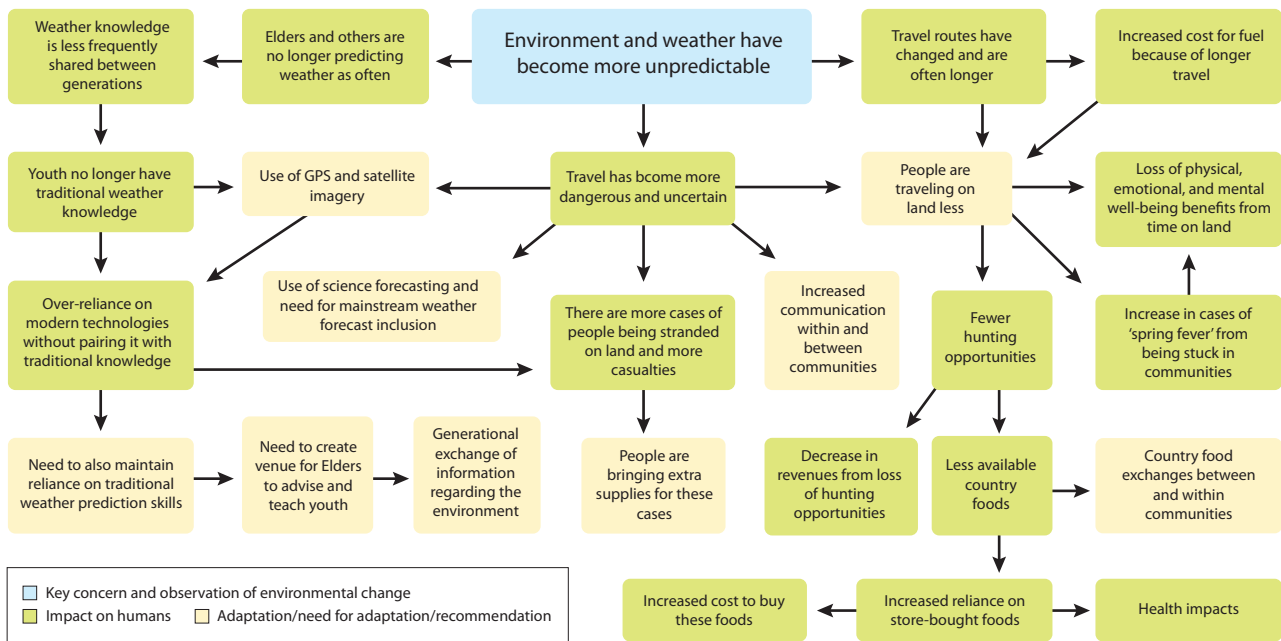 Weather knowledge
is less frequently
shared between
generations
Elders and others are
no longer predicting
weather as often
Environment and weather have
become more unpredictable
Travel routes have
changed and are
often longer
Increased cost for fuel
because of longer
travel
Youth no longer have
traditional weather
knowledge
Use of GPS and satellite
imagery
Travel has bcome more
dangerous and uncertain
People are
traveling on
land less
Loss of physical,
emotional, and mental
well-being benefits from
time on land
Over-reliance on
modern technologies
without pairing it with
traditional knowledge
Use of science forecasting and
need for mainstream weather
forecast inclusion
There are more cases of
people being stranded
on land and more
casualties
Increased
communication
within and
between
communities
Fewer
hunting
opportunities
Increase in cases of
‘spring fever’ from
being stuck in
communities
Need to also maintain
reliance on traditional
weather prediction skills
Need to create
venue for Elders
to advise and
teach youth
Generational
exchange of
information
regarding the
environment
People are
bringing extra
supplies for these
cases
Decrease in
revenues from loss
of hunting
opportunities
Less available
country
foods
Country food
exchanges between
and within
communities
Key concern and observation of environmental change
Impact on humans
Adaptation/need for adaptation/recommendation
Increased cost to buy
these foods
Increased reliance on
store-bought foods
Health impacts